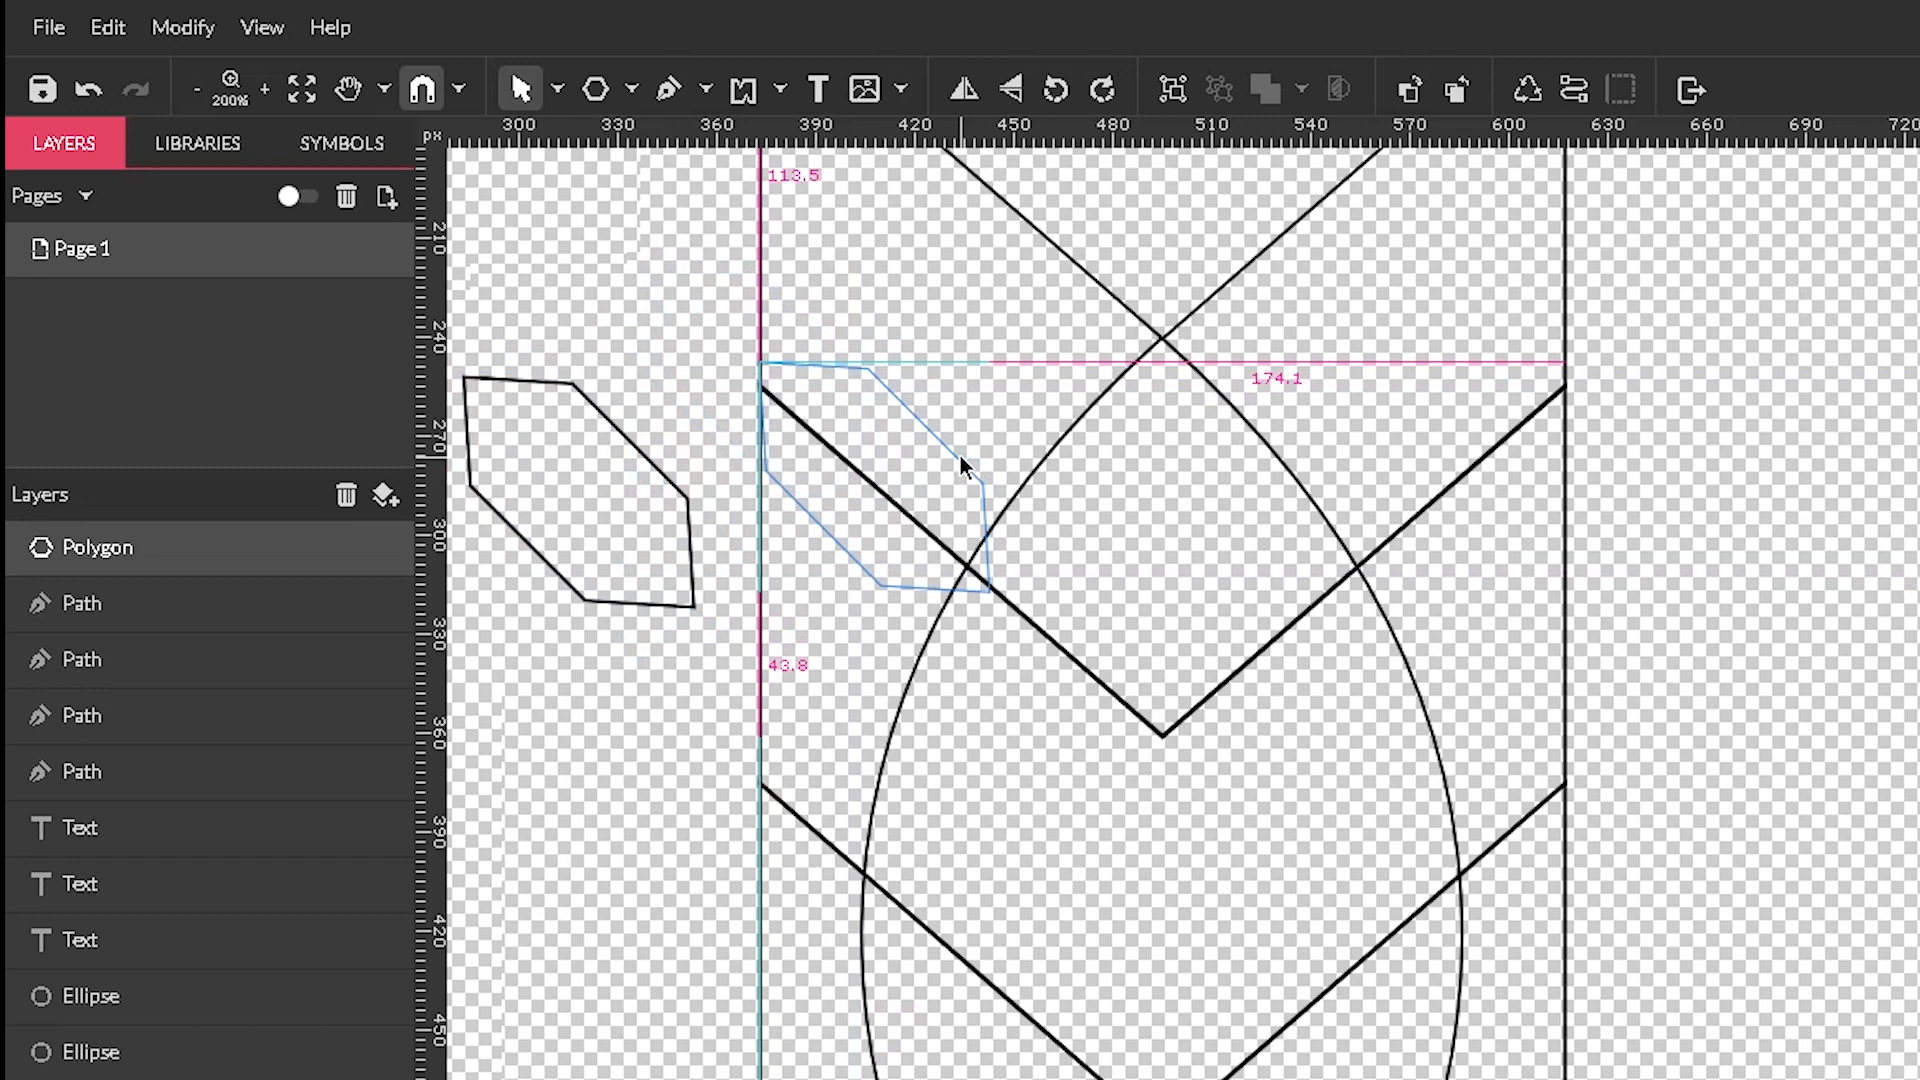 File Edit Modify View Help
- 200% +
LAYERS LIBRARIES SYMBOLS
PX 300 330 360 390 420 450 480 510 540 570 600 630 660 690 720
Pages
113.5
Page 1
210
240
174.1
270
Layers
300
Polygon
Path
330
Path
43.8
Path
360
Path
Text
390
Text
420
Text
Ellipse
450
Ellipse